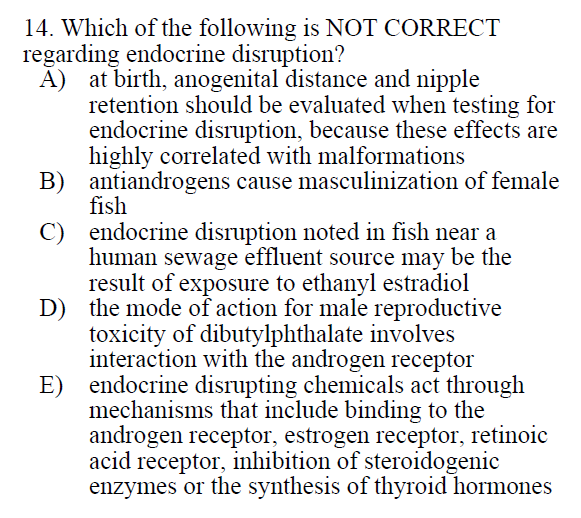 14. Which of the following is NOT CORRECT
regarding endocrine disruption?
A) at birth, anogenital distance and nipple
retention should be evaluated when testing for
endocrine disruption, because these effects are
highly correlated with malformations
B) antiandrogens cause masculinization of female
fish
C) endocrine disruption noted in fish near a
human sewage effluent source may be the
result of exposure to ethanyl estradiol
D) the mode of action for male reproductive
toxicity of dibutylphthalate involves
interaction with the androgen receptor
E) endocrine disrupting chemicals act through
mechanisms that include binding to the
androgen receptor, estrogen receptor, retinoic
acid receptor, inhibition of steroidogenic
enzymes or the synthesis of thyroid hormones